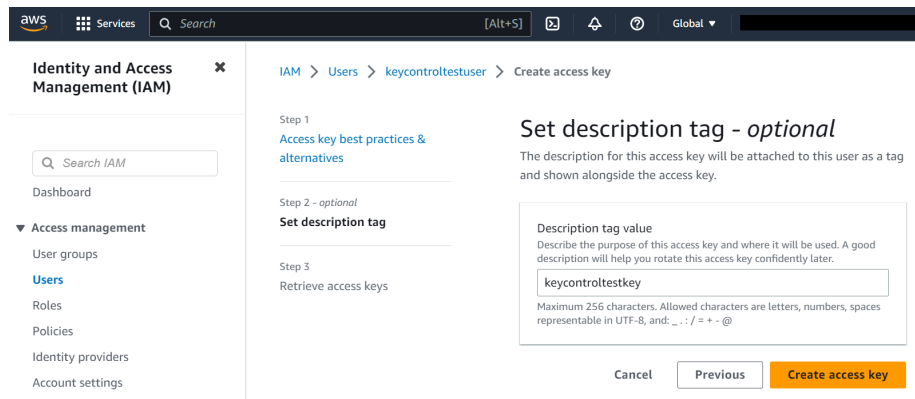 aws Services Search [Alt+S] Global ▼
Identity and Access
Management (IAM)
Search IAM
Dashboard
Access management
User groups
Users
Roles
Policies
Identity providers
Account settings
IAM > Users > keycontroltestuser > Create access key
Step 1
Access key best practices &
alternatives
Step 2 - optional
Set description tag
Step 3
Retrieve access keys
Set description tag - optional
The description for this access key will be attached to this user as a tag
and shown alongside the access key.
Description tag value
Describe the purpose of this access key and where it will be used. A good
description will help you rotate this access key confidently later.
keycontroltestkey
Maximum 256 characters. Allowed characters are letters, numbers, spaces
representable in UTF-8, and: _ . : / = + - @
Cancel Previous Create access key